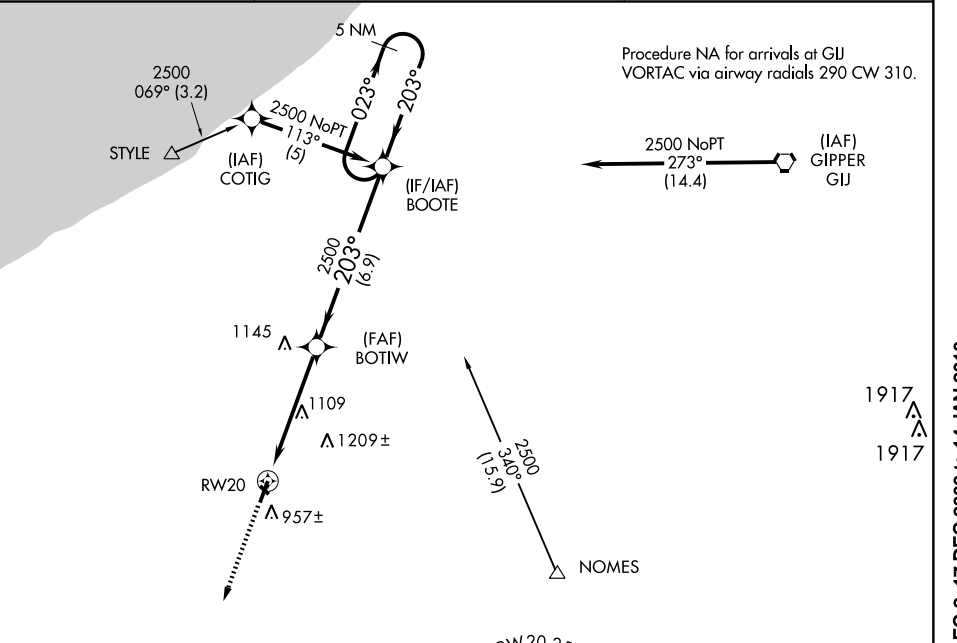 5 NM
Procedure NA for arrivals at GIJ
VORTAC via airway radials 290 CW 310.
2500
069° (3.2)
023°
203°
2500 NoPT
113°
(5)
STYLE
(IAF)
COTIG
(IF/IAF)
BOOTE
2500 NoPT
273°
(14.4)
(IAF)
GIPPER
GIJ
2500
203°
(6.9)
1145
(FAF)
BOTIW
1109
1209±
1917
1917
2500
340°
(15.9)
RW20
957±
NOMES